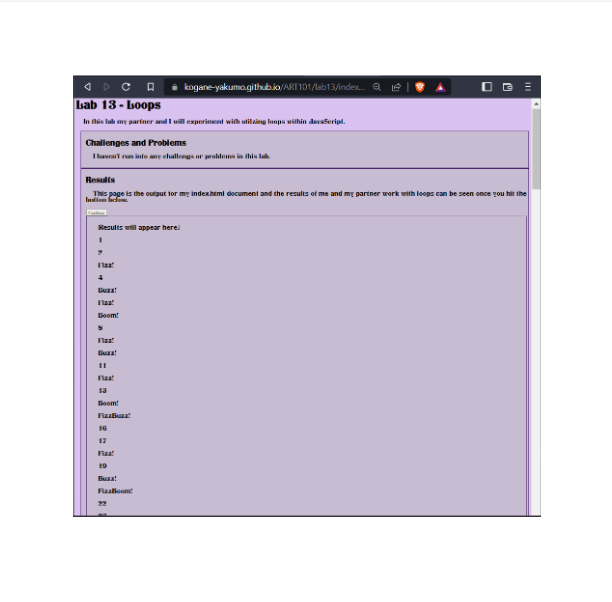 kogane-yakumo.github.io/ART101/lab13/index...
Lab 13 - Loops
In this lab my partner and I will experiment with utilzing loops within JavaScript.
Challenges and Problems
I haven't run into any challengs or problems in this lab.
Results
This page is the output for my index.html document and the results of me and my partner work with loops can be seen once you hit the
button below.
Results will appear here!
1
2
Fizz!
4
Buzz!
Fizz!
Boom!
8
Fizz!
Buzz!
11
Fizz!
13
Boom!
FizzBuzz!
16
17
Fizz!
19
Buzz!
FizzBoom!
22